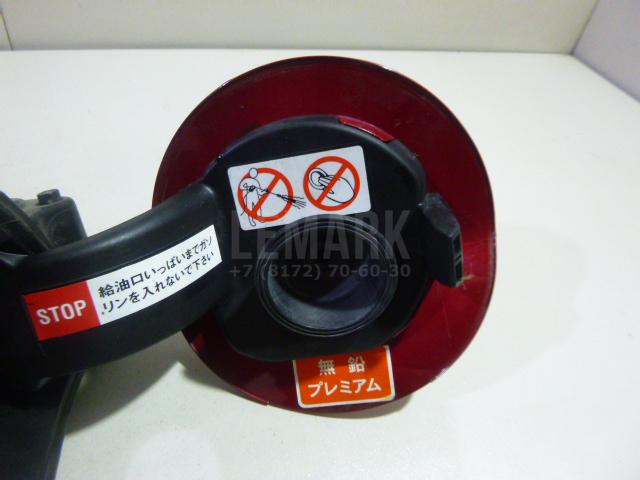 LEMARK
+7 (8172) 70-60-30
STOP
給油口いっぱいまでガソ
リンを入れないで下さい
無鉛
プレミアム